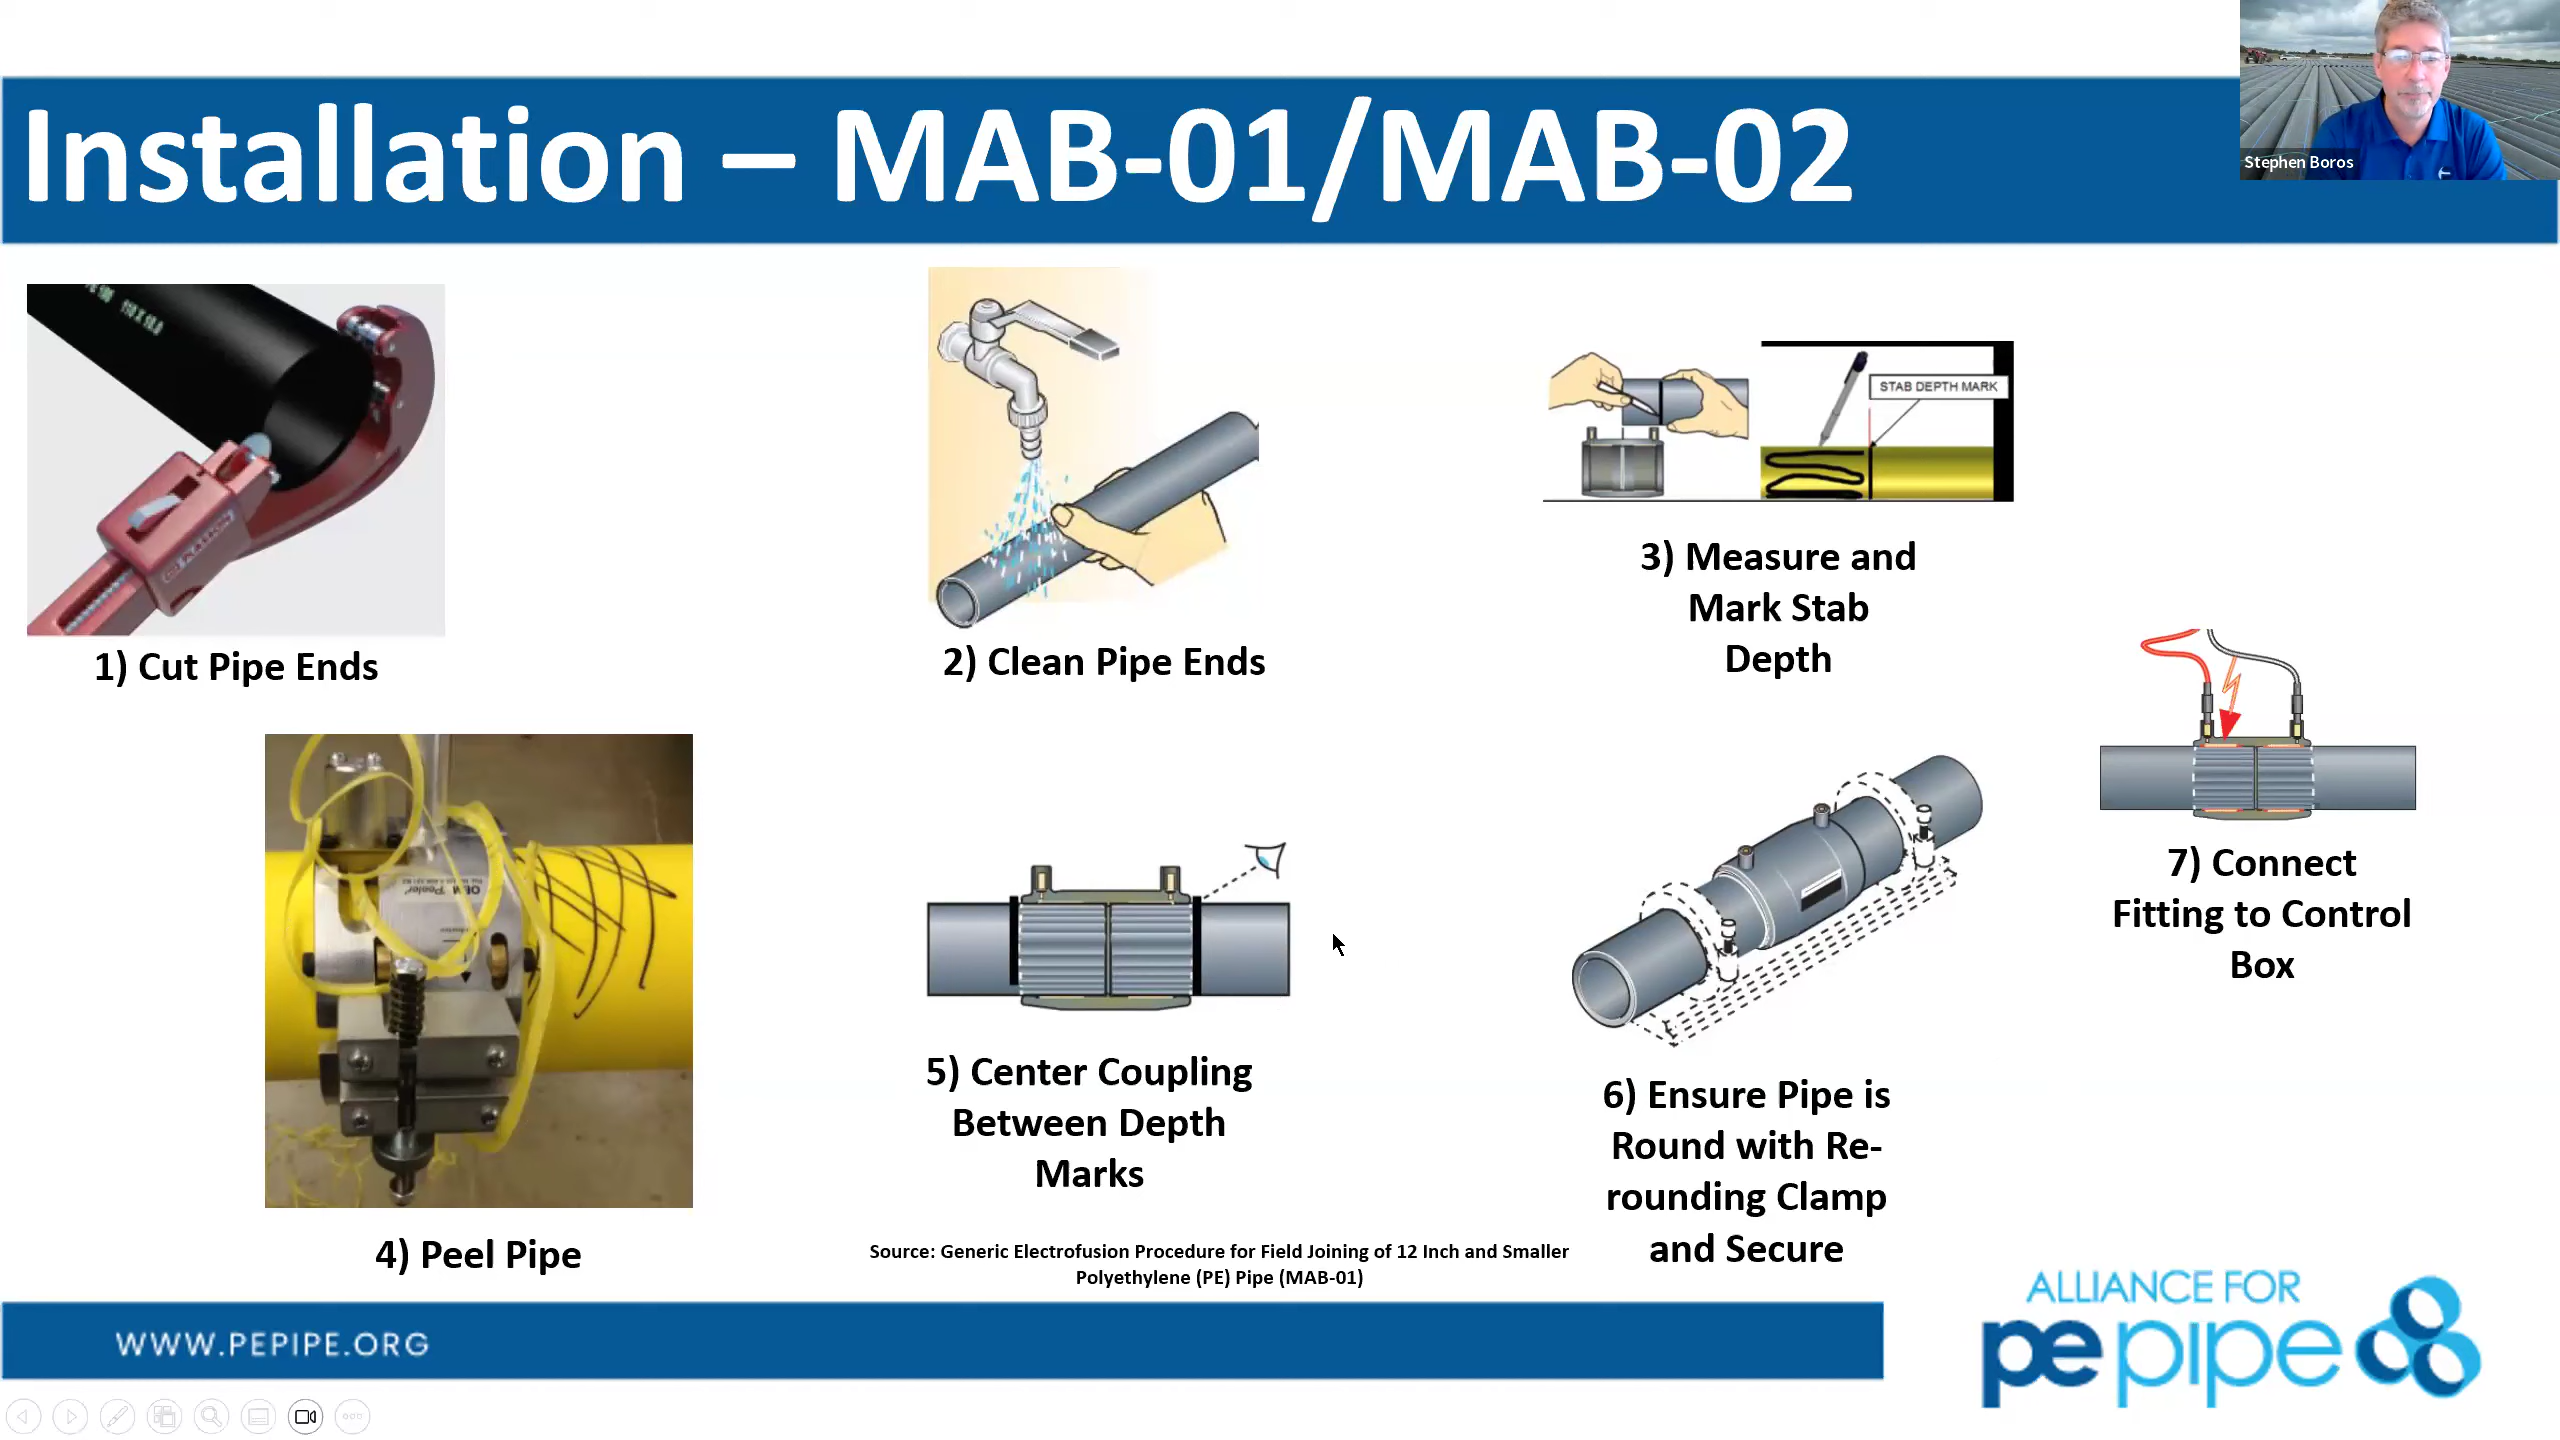 Installation – MAB-01/MAB-02
Stephen Boros
STAB DEPTH MARK
1) Cut Pipe Ends
2) Clean Pipe Ends
3) Measure and
Mark Stab
Depth
4) Peel Pipe
5) Center Coupling
Between Depth
Marks
6) Ensure Pipe is
Round with Re-
rounding Clamp
and Secure
7) Connect
Fitting to Control
Box
Source: Generic Electrofusion Procedure for Field Joining of 12 Inch and Smaller
Polyethylene (PE) Pipe (MAB-01)
WWW.PEPIPE.ORG
ALLIANCE FOR
pepipe